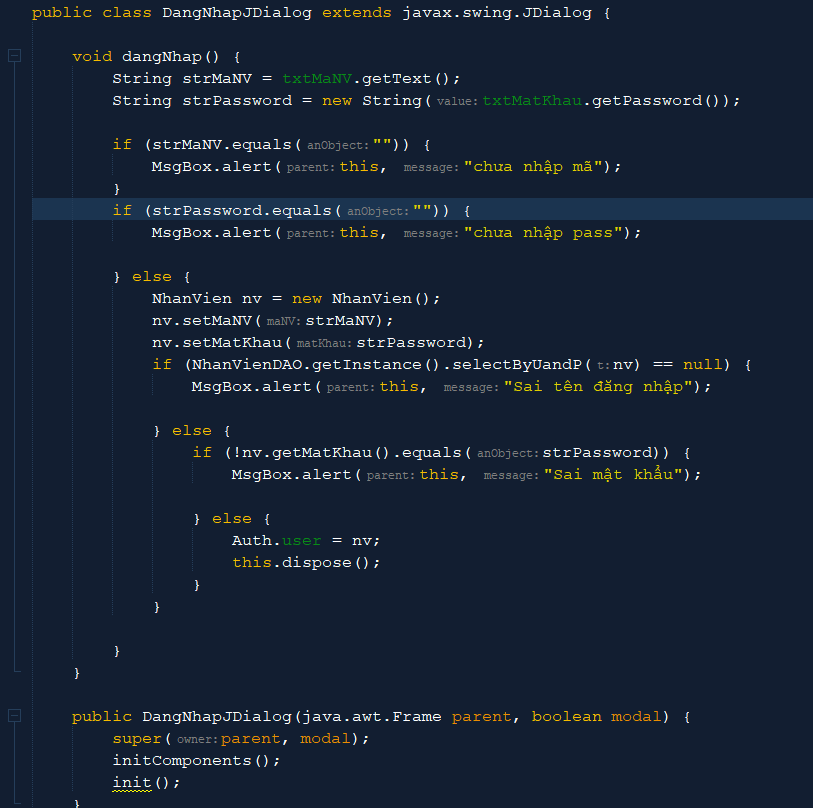 public class DangNhapJDialog extends javax.swing.JDialog {
void dangNhap() {
String strMaNV = txtMaNV.getText();
String strPassword = new String(value:txtMatKhau.getPassword());
if (strMaNV.equals(anObject:"")) {
MsgBox.alert(parent:this, message:"chưa nhập mã");
}
if (strPassword.equals(anObject:"")) {
MsgBox.alert(parent:this, message:"chưa nhập pass");
} else {
NhanVien nv = new NhanVien();
nv.setMaNV(maNV:strMaNV);
nv.setMatKhau(matKhau:strPassword);
if (NhanVienDAO.getInstance().selectByUandP(t:nv) == null) {
MsgBox.alert(parent:this, message:"Sai tên đăng nhập");
} else {
if (!nv.getMatKhau().equals(anObject:strPassword)) {
MsgBox.alert(parent:this, message:"Sai mật khẩu");
} else {
Auth.user = nv;
this.dispose();
}
}
}
}
public DangNhapJDialog(java.awt.Frame parent, boolean modal) {
super(owner:parent, modal);
initComponents();
init();
}